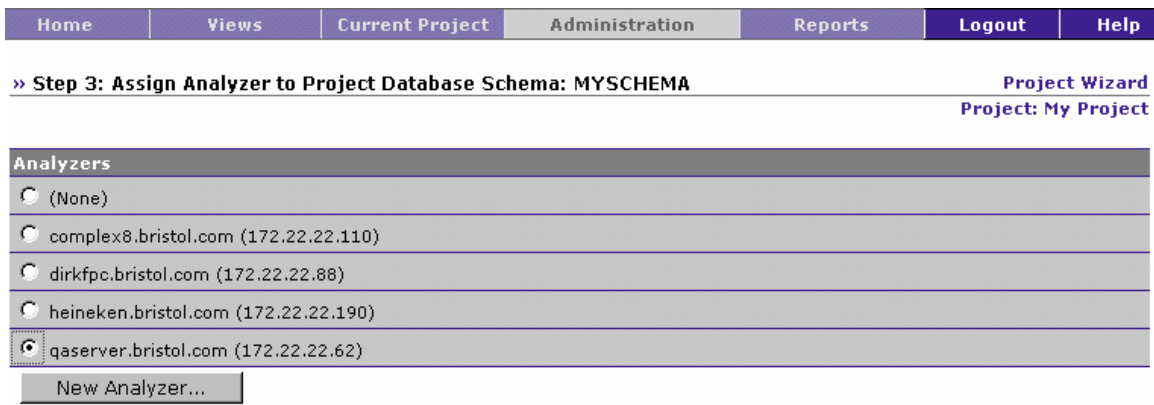 Home Views Current Project Administration Reports Logout Help
» Step 3: Assign Analyzer to Project Database Schema: MYSCHEMA Project Wizard
Project: My Project
Analyzers
(None)
complex8.bristol.com (172.22.22.110)
dirkfpc.bristol.com (172.22.22.88)
heineken.bristol.com (172.22.22.190)
qaserver.bristol.com (172.22.22.62)
New Analyzer...